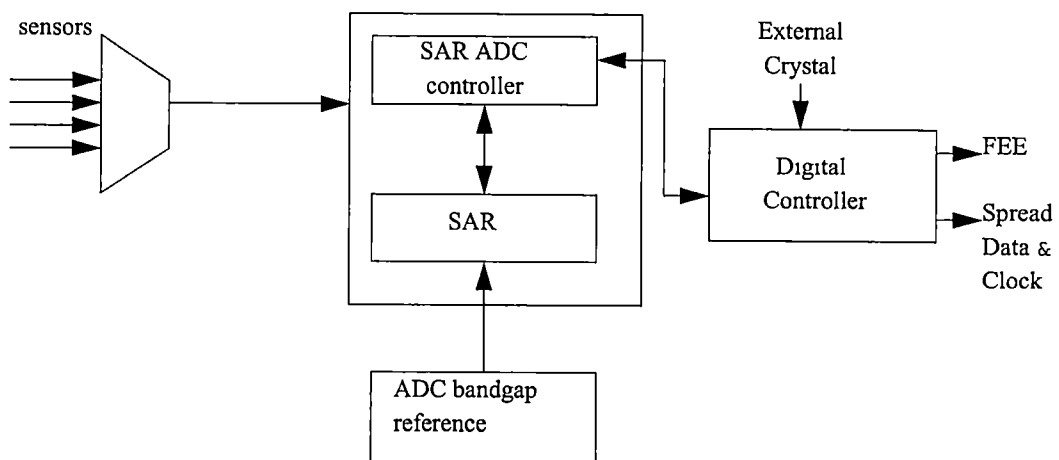 sensors
SAR ADC
controller
SAR
ADC bandgap
reference
External
Crystal
Digital
Controller
FEE
Spread
Data &
Clock